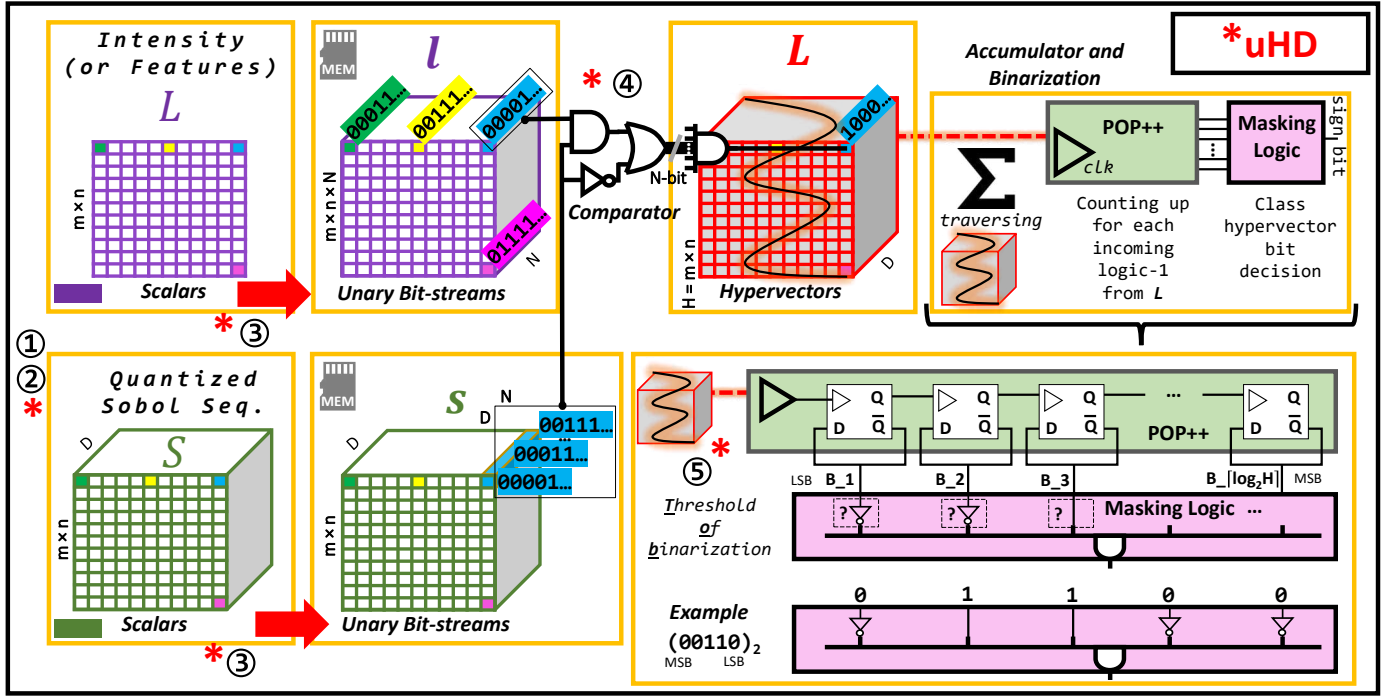 Intensity
(or Features)
L
m×n
Scalars
* ③
MEM
l
00011…
00111…
00001…
01111…
m×n×N
N
Unary Bit-streams
* ④
Comparator
N-bit
L
1000…
H=m×n
D
Hypervectors
*uHD
Accumulator and
Binarization
Σ
traversing
POP++
clk
Masking
Logic
sign_bit
Counting up
for each
incoming
logic-1
from L
Class
hypervector
bit
decision
①
②
*
Quantized
Sobol Seq.
D
S
m×n
Scalars
* ③
MEM
s
D
m×n
N
D
00111…
…
00011…
00001…
Unary Bit-streams
*
⑤
Threshold
of
binarization
Q
Q
D
Q
Q
D
Q
Q
D
…
Q
Q
D
POP++
LSB
B_1
B_2
B_3
B_⌈log₂H⌉
MSB
?
?
?
Masking Logic …
Example
(00110)₂
MSB
LSB
0 1 1 0 0